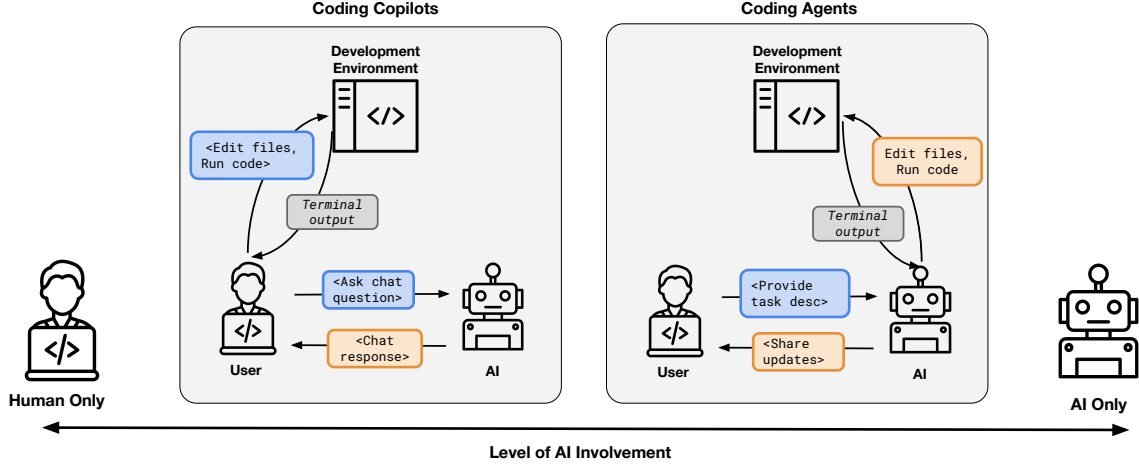 Coding Copilots
Coding Agents
Development
Environment
</>
<Edit files,
Run code>
Terminal
output
</>
<Ask chat
question>
<Chat
response>
User
AI
Development
Environment
</>
Edit files,
Run code
Terminal
output
</>
<Provide
task desc>
<Share
updates>
User
</>
AI
</>
Human Only
AI Only
Level of AI Involvement